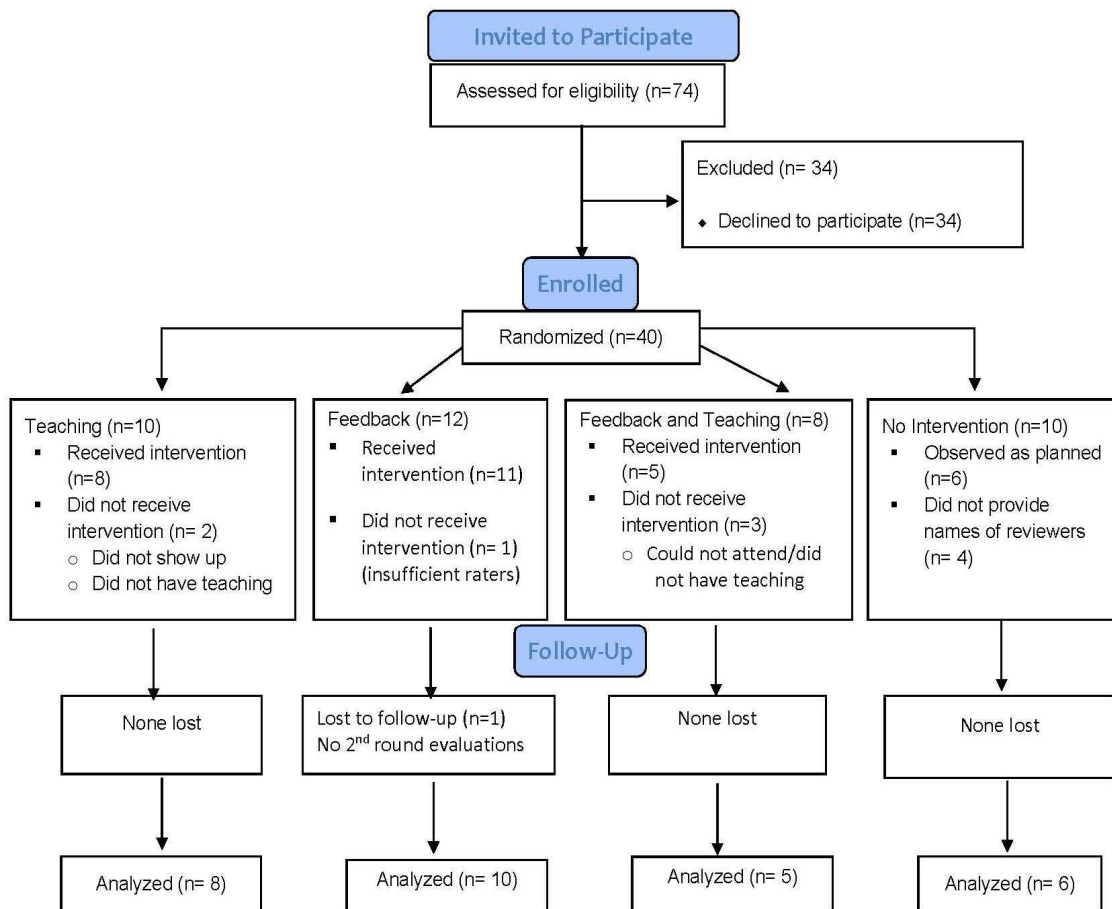 Invited to Participate
Assessed for eligibility (n=74)
Excluded (n= 34)
◆ Declined to participate (n=34)
Enrolled
Randomized (n=40)
Teaching (n=10)
▪ Received intervention
(n=8)
▪ Did not receive
intervention (n= 2)
○ Did not show up
○ Did not have teaching
Feedback (n=12)
▪ Received
intervention (n=11)
▪ Did not receive
intervention (n= 1)
(insufficient raters)
Feedback and Teaching (n=8)
▪ Received intervention
(n=5)
▪ Did not receive
intervention (n=3)
○ Could not attend/did
not have teaching
No Intervention (n=10)
▪ Observed as planned
(n=6)
▪ Did not provide
names of reviewers
(n= 4)
Follow-Up
None lost
Lost to follow-up (n=1)
No 2nd round evaluations
None lost
None lost
Analyzed (n= 8)
Analyzed (n= 10)
Analyzed (n= 5)
Analyzed (n= 6)